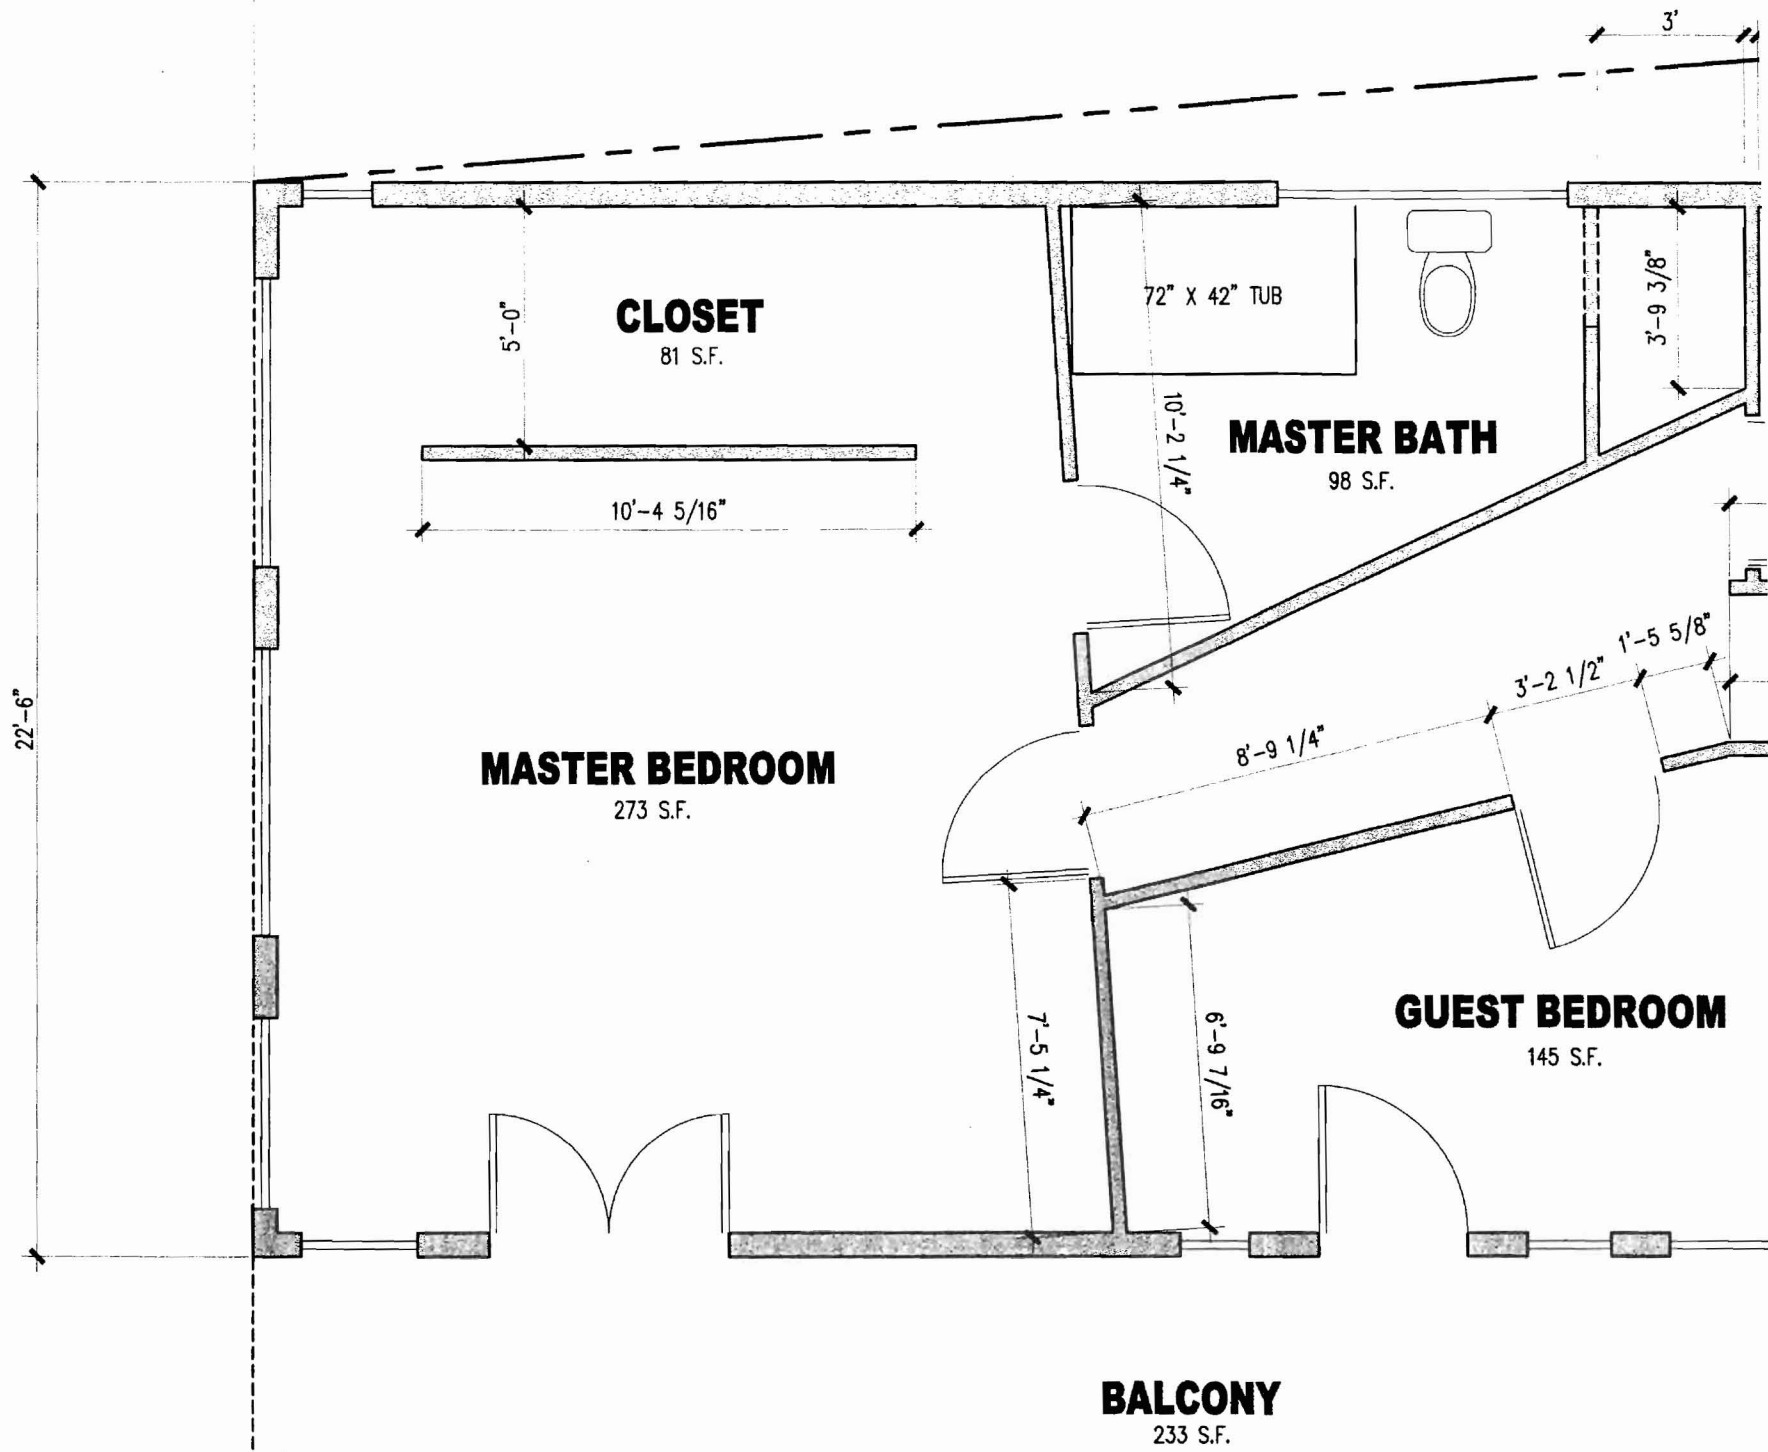 3'
5'-0"
CLOSET
81 S.F.
72" X 42" TUB
3'-9 3/8"
10'-2 1/4"
MASTER BATH
98 S.F.
10'-4 5/16"
22'-6"
1'-5 5/8"
3'-2 1/2"
8'-9 1/4"
MASTER BEDROOM
273 S.F.
7'-5 1/4"
6'-9 7/16"
GUEST BEDROOM
145 S.F.
BALCONY
233 S.F.